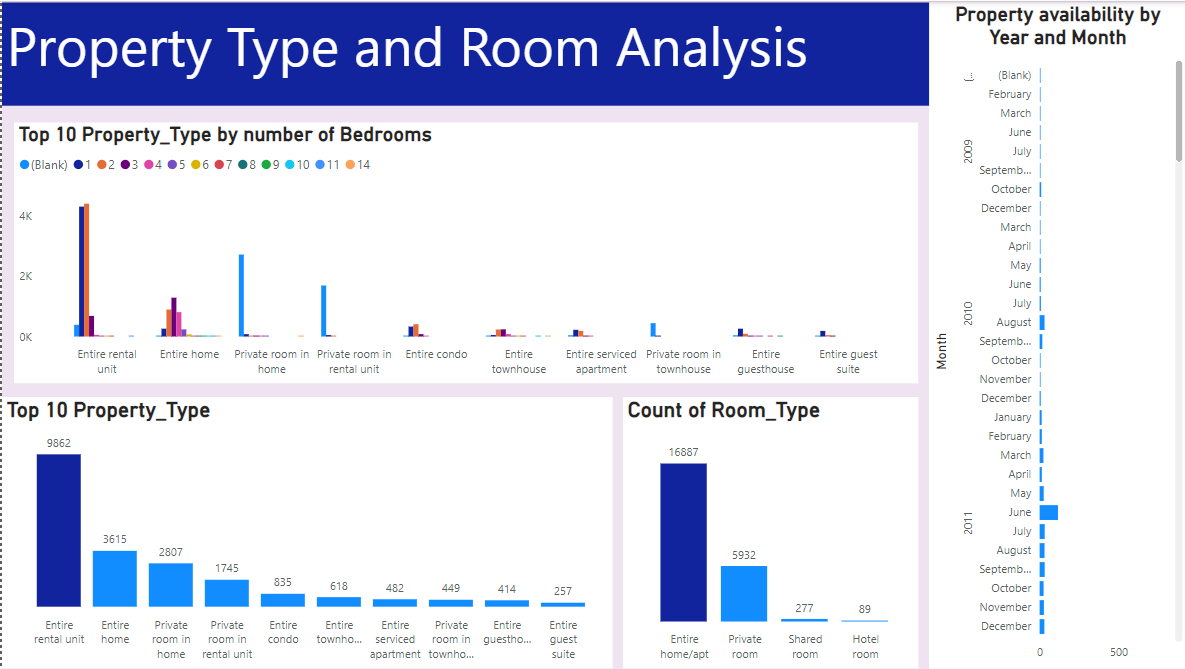 Property Type and Room Analysis
Top 10 Property_Type by number of Bedrooms
(Blank) 1 2 3 4 5 6 7 8 9 10 11 14
4K
2K
0K
Entire rental unit
Entire home
Private room in home
Private room in rental unit
Entire condo
Entire townhouse
Entire serviced apartment
Private room in townhouse
Entire guesthouse
Entire guest suite
Top 10 Property_Type
9862
3615
2807
1745
835
618
482
449
414
257
Entire rental unit
Entire home
Private room in home
Private room in rental unit
Entire condo
Entire townho...
Entire serviced apartment
Private room in townho...
Entire guestho...
Entire guest suite
Count of Room_Type
16887
5932
277
89
Entire home/apt
Private room
Shared room
Hotel room
Property availability by
Year and Month
Month
(...
(Blank)
2009
February
March
June
July
Septemb...
October
December
2010
March
April
May
June
July
August
Septemb...
October
November
December
2011
January
February
March
April
May
June
July
August
Septemb...
October
November
December
0
500